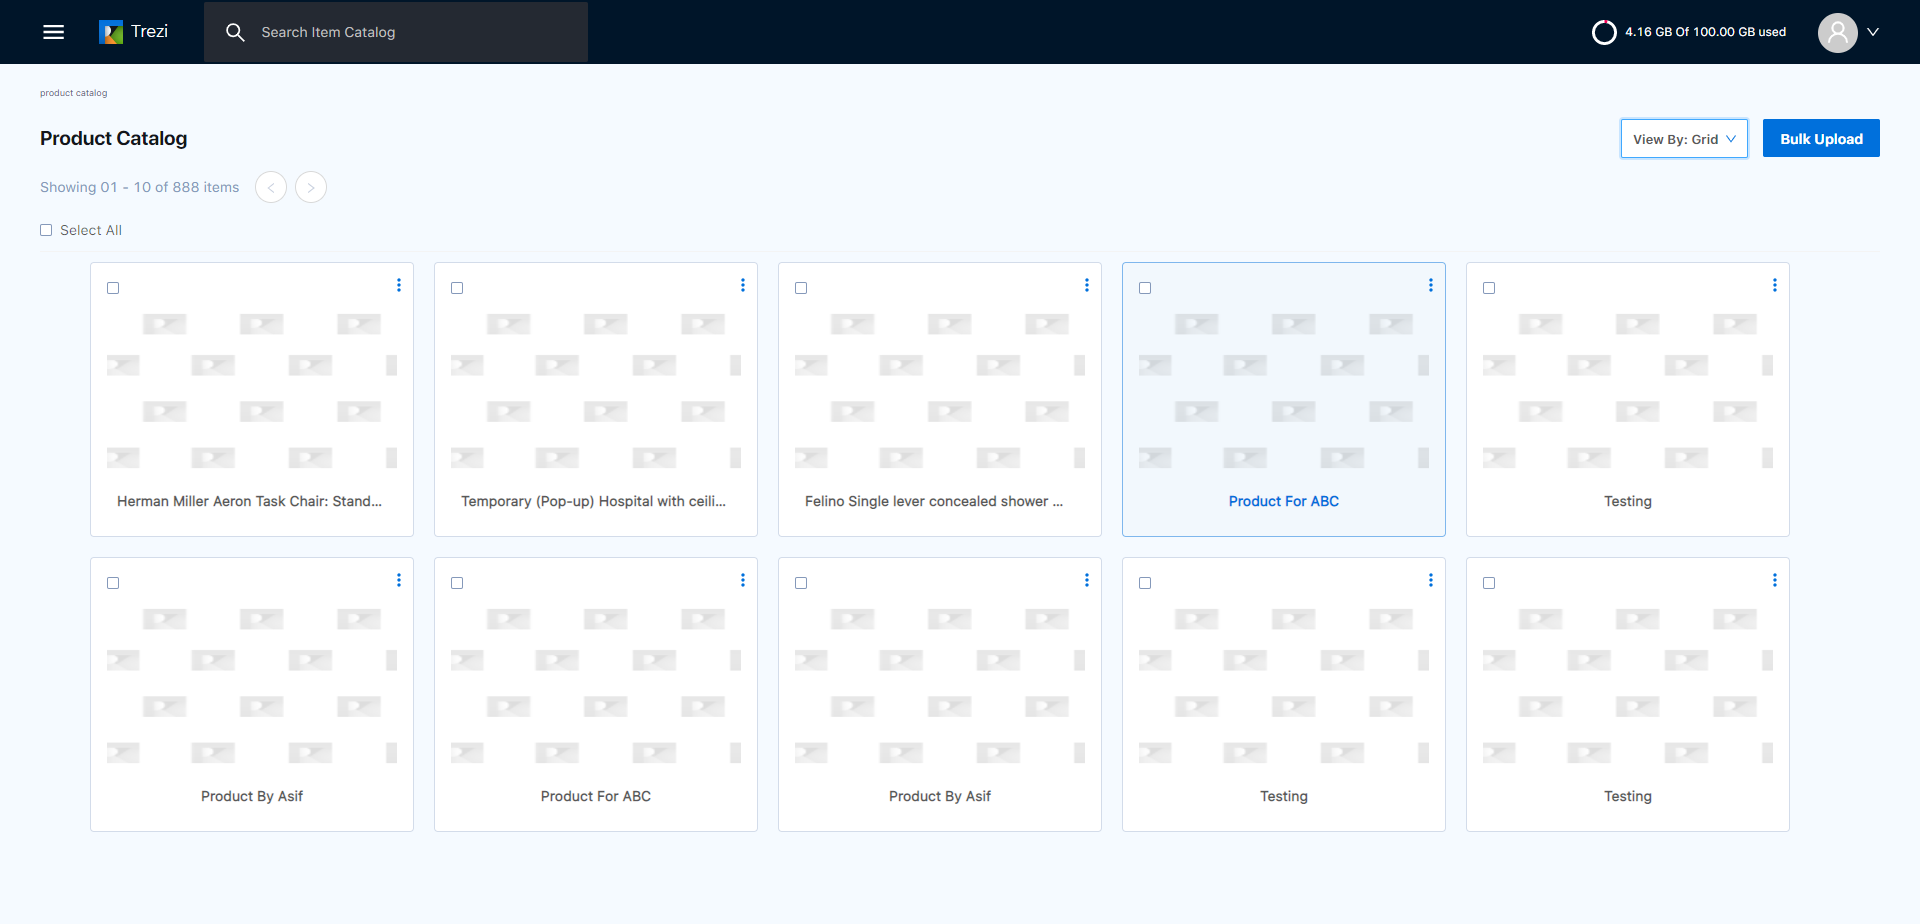 Trezi
Search Item Catalog
4.16 GB Of 100.00 GB used
product catalog
Product Catalog
View By: Grid
Bulk Upload
Showing 01 - 10 of 888 items
Select All
Herman Miller Aeron Task Chair: Stand...
Temporary (Pop-up) Hospital with ceili...
Felino Single lever concealed shower ...
Product For ABC
Testing
Product By Asif
Product For ABC
Product By Asif
Testing
Testing